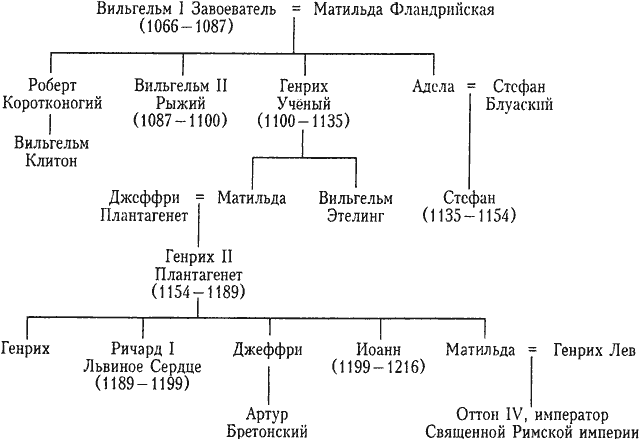 Вильгельм I Завоеватель = Матильда Фландрийская
(1066–1087)
Роберт
Коротконогий
Вильгельм II
Рыжий
(1087–1100)
Генрих
Учёный
(1100–1135)
Адела = Стефан
Блуаский
Вильгельм
Клитон
Джеффри = Матильда
Плантагенет
Вильгельм
Этелинг
Стефан
(1135–1154)
Генрих II
Плантагенет
(1154–1189)
Генрих
Ричард I
Львиное Сердце
(1189–1199)
Джеффри
Иоанн
(1199–1216)
Матильда = Генрих Лев
Артур
Бретонский
Оттон IV, император
Священной Римской империи